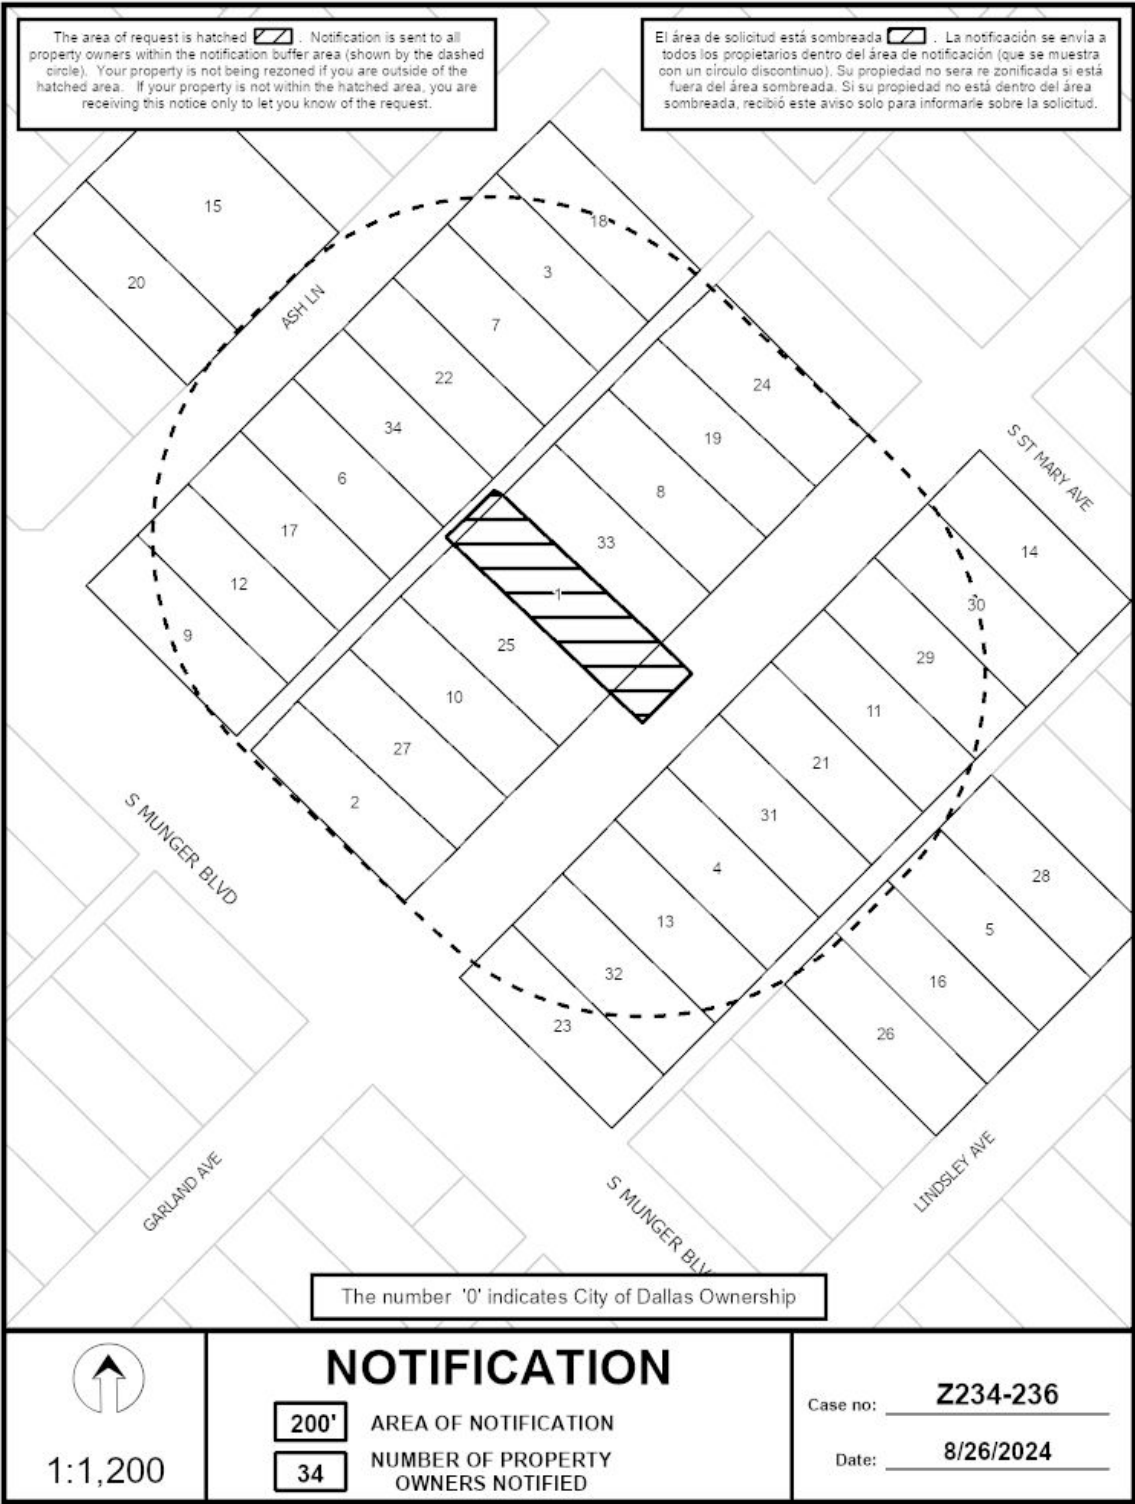 The area of request is hatched . Notification is sent to all
property owners within the notification buffer area (shown by the dashed
circle). Your property is not being rezoned if you are outside of the
hatched area. If your property is not within the hatched area, you are
receiving this notice only to let you know of the request.
El área de solicitud está sombreada . La notificación se envía a
todos los propietarios dentro del área de notificación (que se muestra
con un círculo discontinuo). Su propiedad no sera re zonificada si está
fuera del área sombreada. Si su propiedad no está dentro del área
sombreada, recibió este aviso solo para informarle sobre la solicitud.
15
18
3
20
ASH LN
7
22
24
34
19
S ST MARY AVE
6
8
17
33
14
12
1
30
9
25
29
10
11
27
21
2
31
S MUNGER BLVD
4
28
13
5
32
16
23
26
GARLAND AVE
LINDSLEY AVE
S MUNGER BLV
The number '0' indicates City of Dallas Ownership
1:1,200
NOTIFICATION
200' AREA OF NOTIFICATION
34 NUMBER OF PROPERTY
OWNERS NOTIFIED
Case no: Z234-236
Date: 8/26/2024